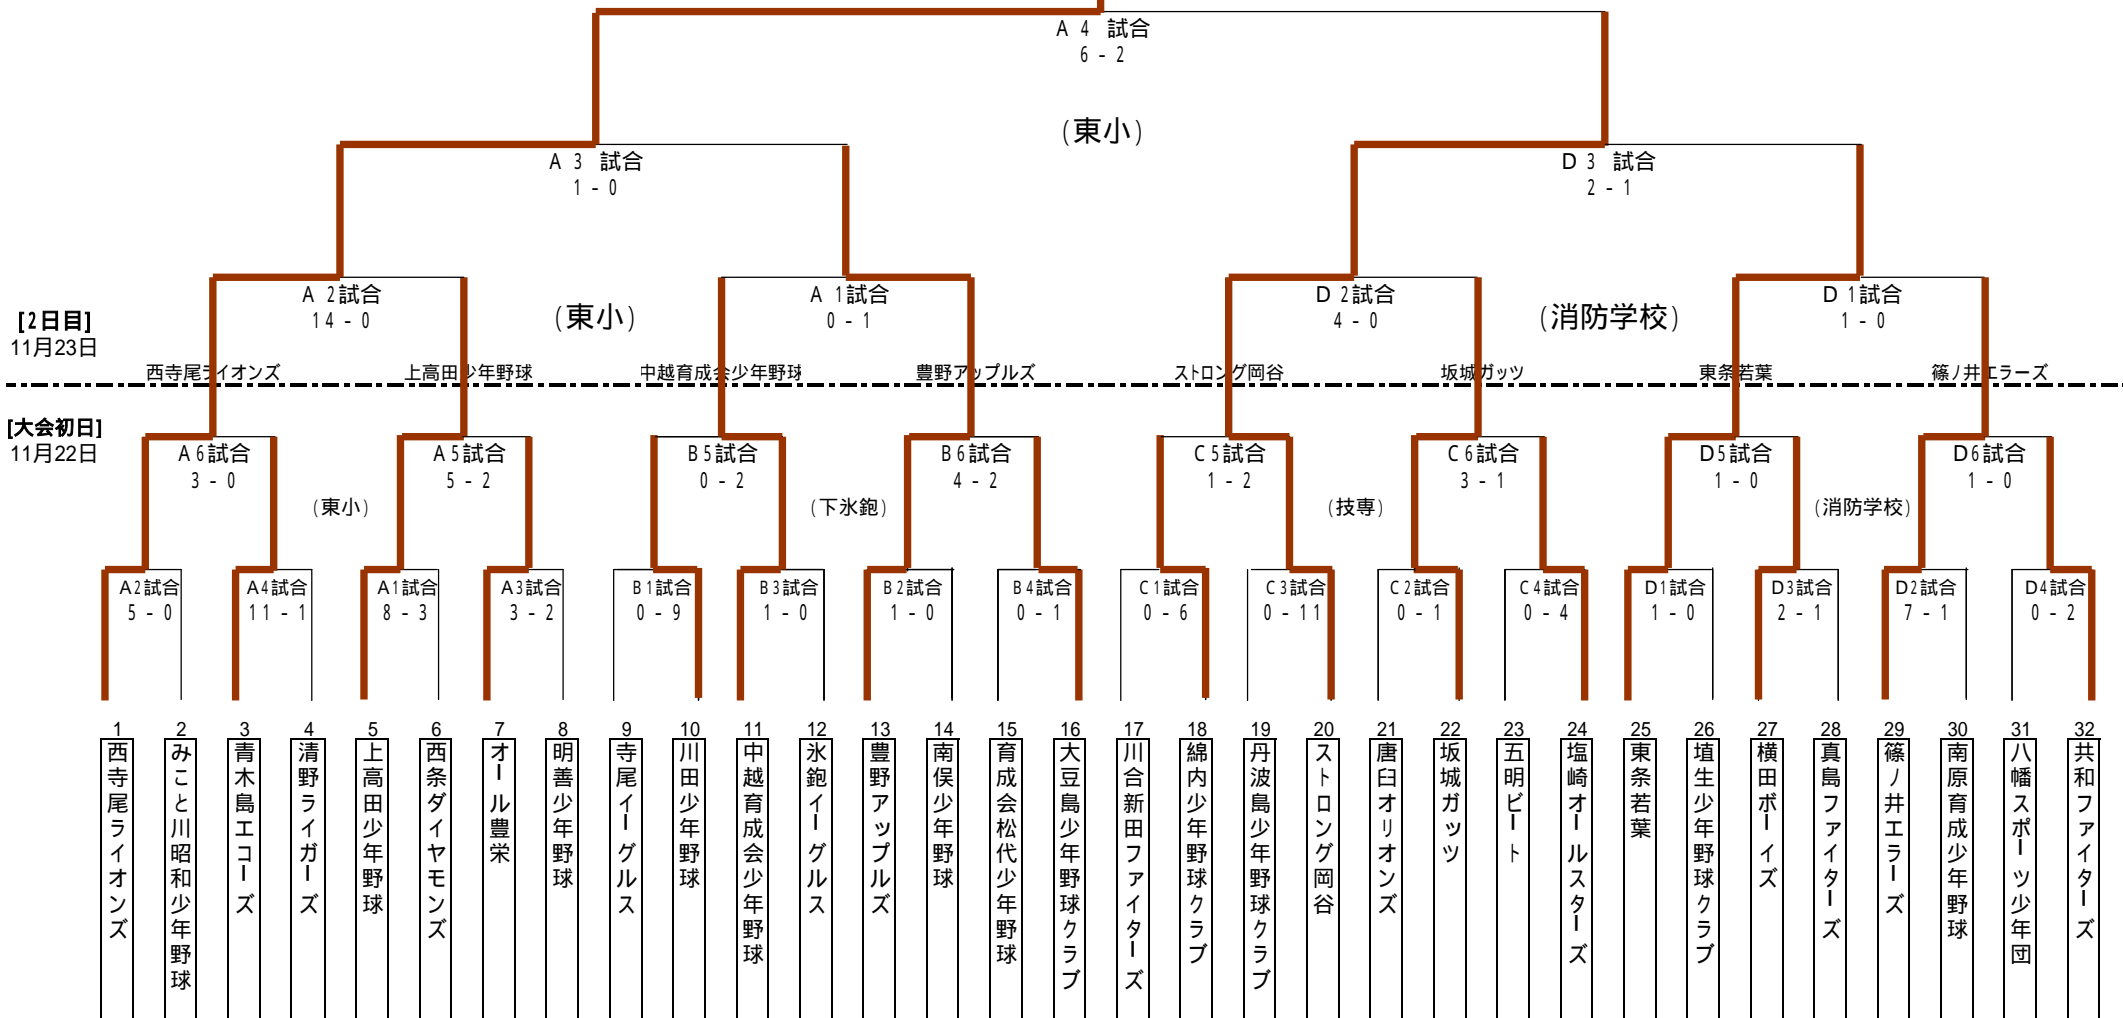 A 4 試合
6 - 2
(東小)
A 3 試合
1 - 0
D 3 試合
2 - 1
[2日目]
11月23日
A 2試合
14 - 0
(東小)
A 1試合
0 - 1
D 2試合
4 - 0
(消防学校)
D 1試合
1 - 0
西寺尾ライオンズ
上高田少年野球
中越育成会少年野球
豊野アップルズ
ストロング岡谷
坂城ガッツ
東条若葉
篠ノ井エラーズ
[大会初日]
11月22日
A6試合
3 - 0
(東小)
A5試合
5 - 2
B5試合
0 - 2
(下氷鉋)
B6試合
4 - 2
C5試合
1 - 2
(技専)
C6試合
3 - 1
D5試合
1 - 0
(消防学校)
D6試合
1 - 0
A2試合
5 - 0
A4試合
11 - 1
A1試合
8 - 3
A3試合
3 - 2
B1試合
0 - 9
B3試合
1 - 0
B2試合
1 - 0
B4試合
0 - 1
C1試合
0 - 6
C3試合
0 - 11
C2試合
0 - 1
C4試合
0 - 4
D1試合
1 - 0
D3試合
2 - 1
D2試合
7 - 1
D4試合
0 - 2
1
西寺尾ライオンズ
2
みこと川昭和少年野球
3
青木島エコーズ
4
清野ライガーズ
5
上高田少年野球
6
西条ダイヤモンズ
7
オール豊栄
8
明善少年野球
9
寺尾イーグルス
10
川田少年野球
11
中越育成会少年野球
12
氷鉋イーグルス
13
豊野アップルズ
14
南俣少年野球
15
育成会松代少年野球
16
大豆島少年野球クラブ
17
川合新田ファイターズ
18
綿内少年野球クラブ
19
丹波島少年野球クラブ
20
ストロング岡谷
21
唐臼オリオンズ
22
坂城ガッツ
23
五明ビート
24
塩崎オールスターズ
25
東条若葉
26
埴生少年野球クラブ
27
横田ボーイズ
28
真島ファイターズ
29
篠ノ井エラーズ
30
南原育成少年野球
31
八幡スポーツ少年団
32
共和ファイターズ